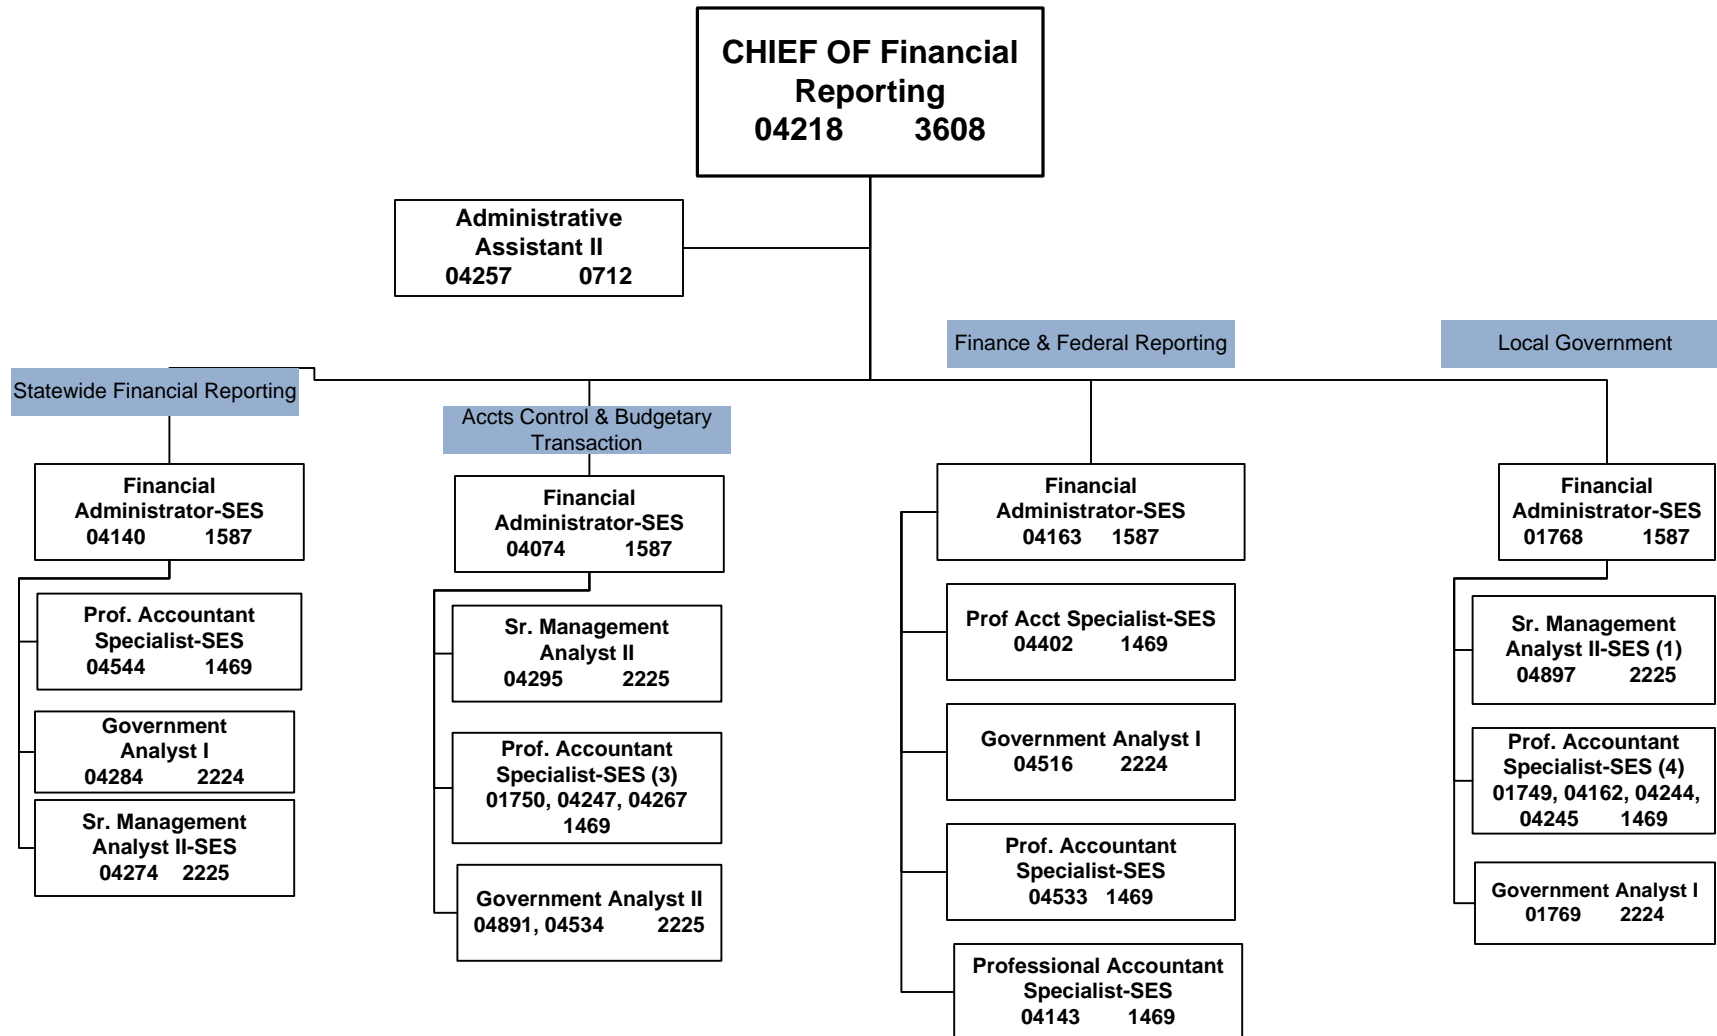 CHIEF OF Financial
Reporting
04218 3608
Administrative
Assistant II
04257 0712
Statewide Financial Reporting
Financial
Administrator-SES
04140 1587
Prof. Accountant
Specialist-SES
04544 1469
Government
Analyst I
04284 2224
Sr. Management
Analyst II-SES
04274 2225
Accts Control & Budgetary
Transaction
Financial
Administrator-SES
04074 1587
Sr. Management
Analyst II
04295 2225
Prof. Accountant
Specialist-SES (3)
01750, 04247, 04267
1469
Government Analyst II
04891, 04534 2225
Finance & Federal Reporting
Financial
Administrator-SES
04163 1587
Prof Acct Specialist-SES
04402 1469
Government Analyst I
04516 2224
Prof. Accountant
Specialist-SES
04533 1469
Professional Accountant
Specialist-SES
04143 1469
Local Government
Financial
Administrator-SES
01768 1587
Sr. Management
Analyst II-SES (1)
04897 2225
Prof. Accountant
Specialist-SES (4)
01749, 04162, 04244,
04245 1469
Government Analyst I
01769 2224